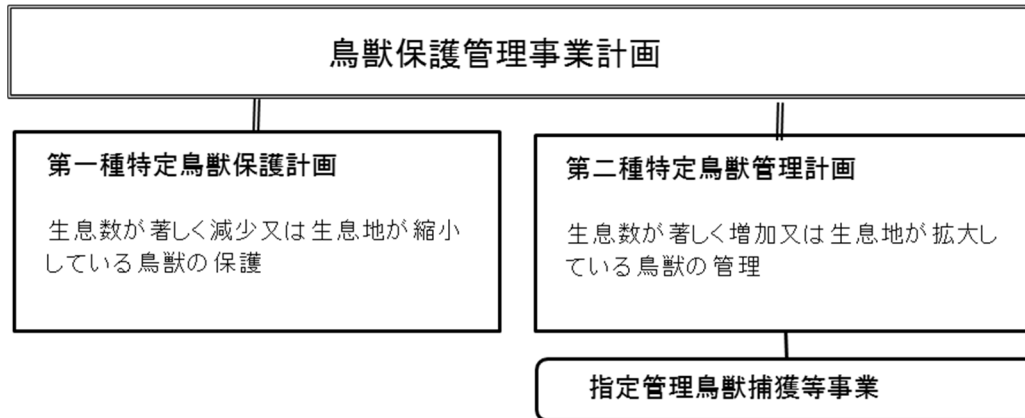 鳥獣保護管理事業計画
第一種特定鳥獣保護計画
生息数が著しく減少又は生息地が縮小
している鳥獣の保護
第二種特定鳥獣管理計画
生息数が著しく増加又は生息地が拡大し
ている鳥獣の管理
指定管理鳥獣捕獲等事業